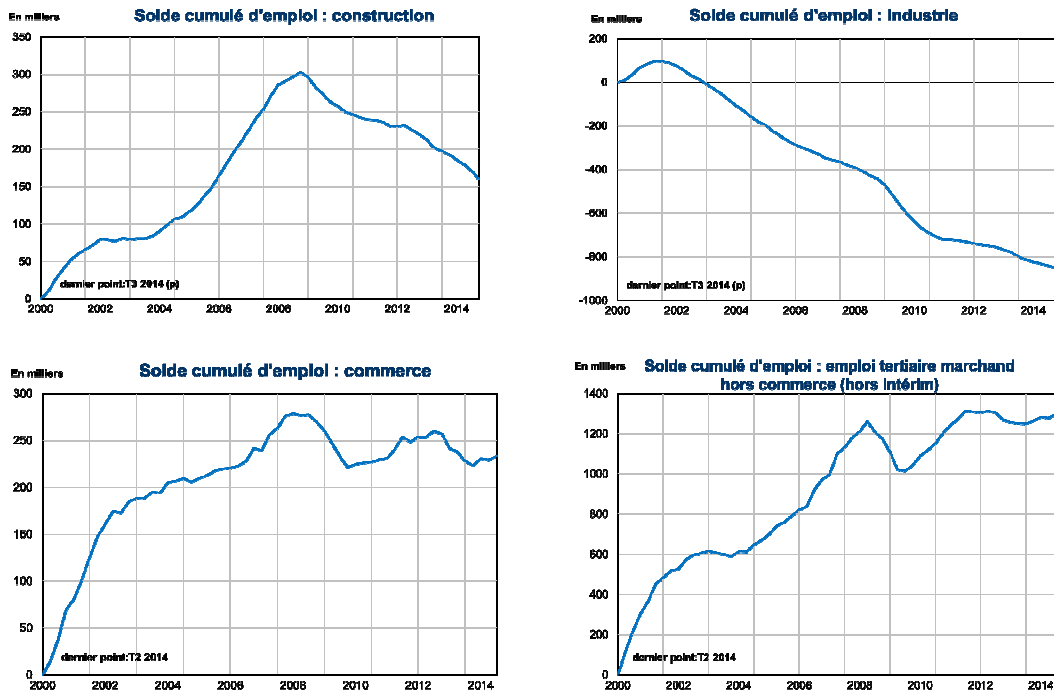 En milliers
Solde cumulé d'emploi : construction
350
300
250
200
150
100
50
0
dernier point:T3 2014 (p)
2000 2002 2004 2006 2008 2010 2012 2014
En milliers
Solde cumulé d'emploi : Industrie
200
0
-200
-400
-600
-800
-1000
dernier point:T3 2014 (p)
2000 2002 2004 2006 2008 2010 2012 2014
En milliers
Solde cumulé d'emploi : commerce
300
250
200
150
100
50
0
dernier point:T2 2014
2000 2002 2004 2006 2008 2010 2012 2014
En milliers
Solde cumulé d'emploi : emploi tertiaire marchand
hors commerce (hors intérim)
1400
1200
1000
800
600
400
200
0
dernier point:T2 2014
2000 2002 2004 2006 2008 2010 2012 2014